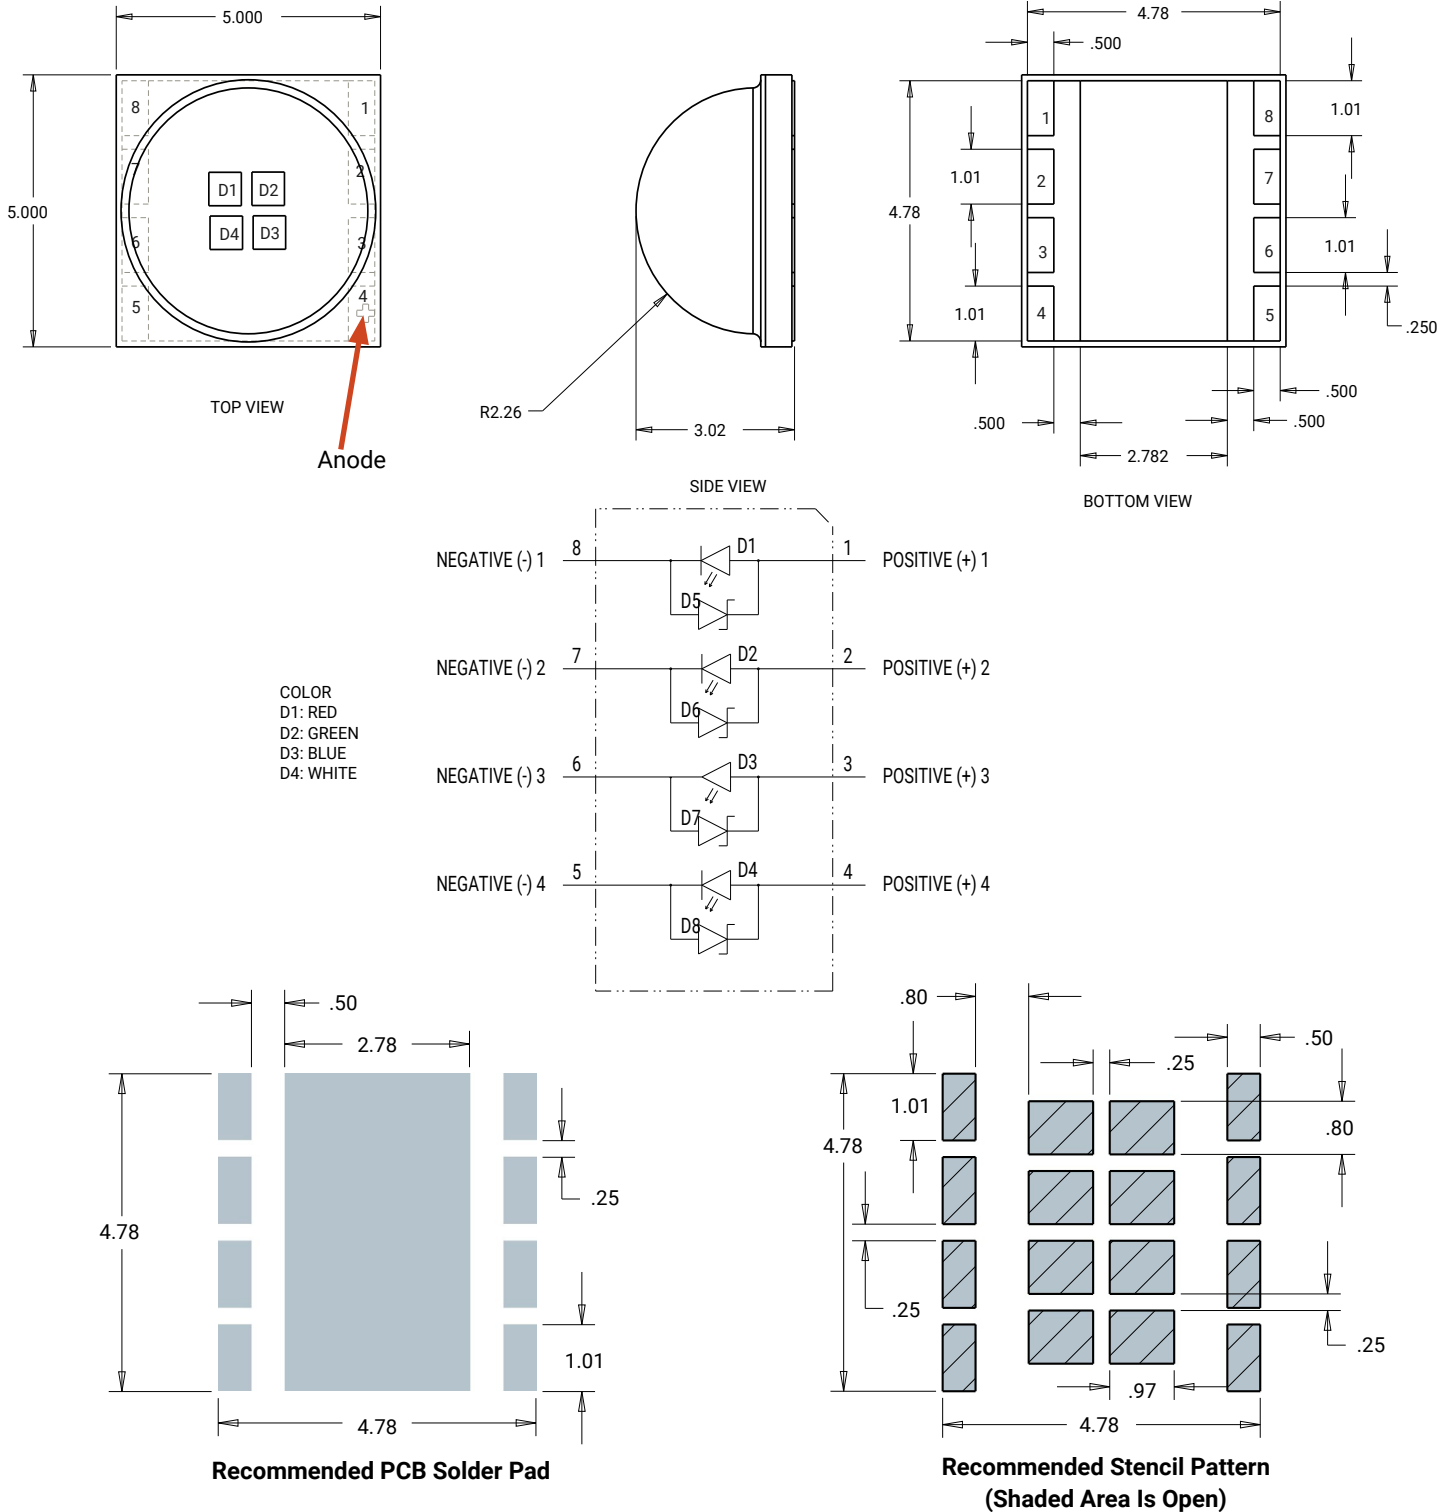 5.000
5.000
8
1
7
2
6
3
5
4
D1
D2
D4
D3
TOP VIEW
Anode
R2.26
3.02
SIDE VIEW
4.78
.500
1
8
1.01
1.01
2
7
4.78
3
6
1.01
1.01
4
5
.250
.500
.500
.500
2.782
BOTTOM VIEW
NEGATIVE (-) 1
8
D1
1
POSITIVE (+) 1
D5
NEGATIVE (-) 2
7
D2
2
POSITIVE (+) 2
D6
NEGATIVE (-) 3
6
D3
3
POSITIVE (+) 3
D7
NEGATIVE (-) 4
5
D4
4
POSITIVE (+) 4
D8
COLOR
D1: RED
D2: GREEN
D3: BLUE
D4: WHITE
.50
2.78
.25
4.78
1.01
4.78
Recommended PCB Solder Pad
.80
.50
.25
1.01
.80
4.78
.25
.25
.97
4.78
Recommended Stencil Pattern
(Shaded Area Is Open)